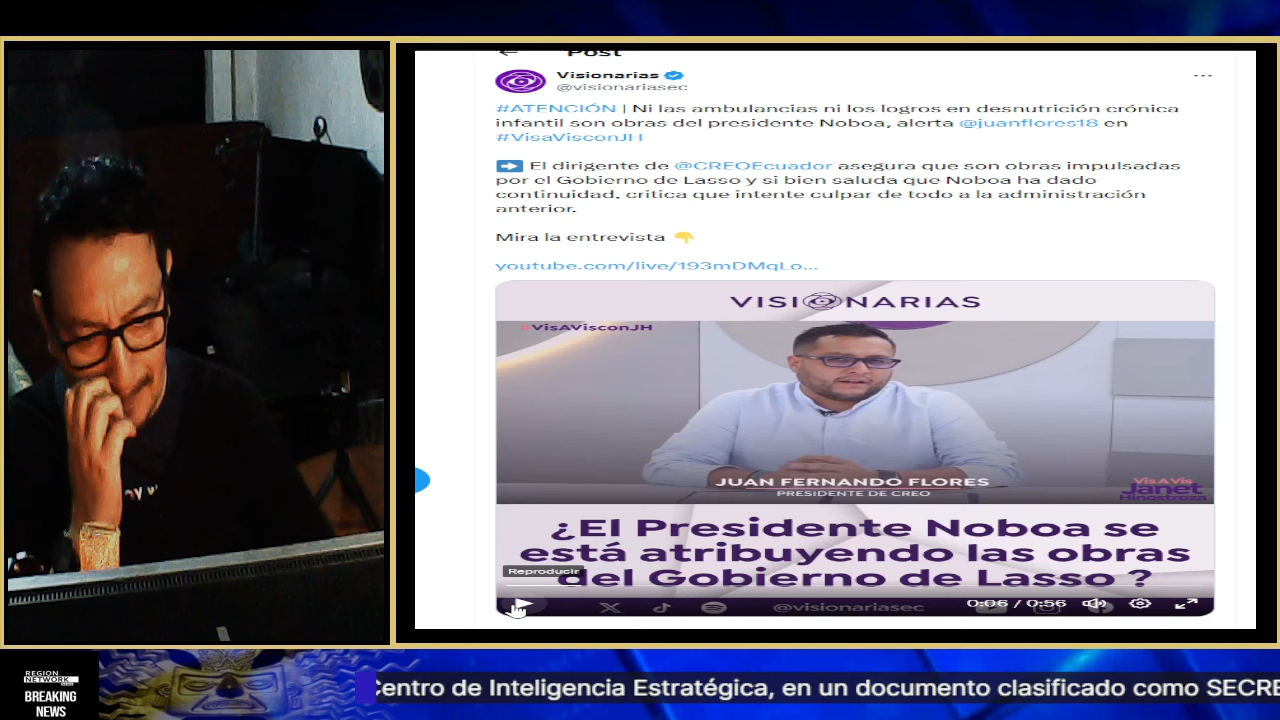 Post
Visionarias
@visionariasec
#ATENCIÓN | Ni las ambulancias ni los logros en desnutrición crónica
infantil son obras del presidente Noboa, alerta @juanflores18 en
#VisaVisconJH
El dirigente de @CREOEcuador asegura que son obras impulsadas
por el Gobierno de Lasso y si bien saluda que Noboa ha dado
continuidad, critica que intente culpar de todo a la administración
anterior.
Mira la entrevista
youtube.com/live/193mDMqLo...
VISIONARIAS
#VisAVisconJH
JUAN FERNANDO FLORES
PRESIDENTE DE CREO
Vis A Vis
Janet
Hinostroza
¿El Presidente Noboa se
está atribuyendo las obras
del Gobierno de Lasso ?
Reproducir
@visionariasec
0:06 / 0:56
REGION
NETWORK
BREAKING
NEWS
Centro de Inteligencia Estratégica, en un documento clasificado como SECRE